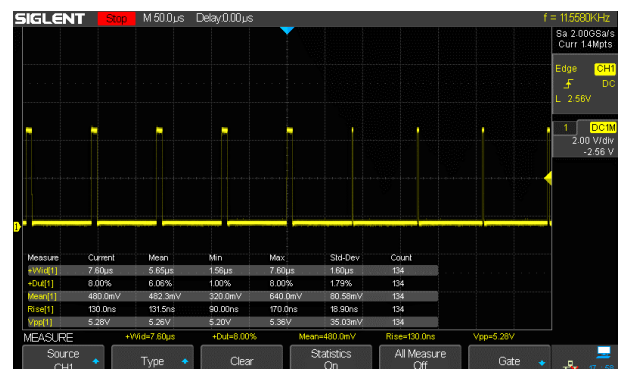 SIGLENT Stop M 50.0μs Delay:0.00μs f = 11.5580KHz
Sa 2.00GSa/s
Curr 1.4Mpts
Edge CH1
DC
L 2.56V
1 DC1M
2.00 V/div
-2.56 V
1
Measure Current Mean Min Max Std-Dev Count
+Wid[1] 7.60μs 5.65μs 1.56μs 7.60μs 1.60μs 134
+Dut[1] 8.00% 6.06% 1.00% 8.00% 1.79% 134
Mean[1] 480.0mV 482.3mV 320.0mV 640.0mV 80.58mV 134
Rise[1] 130.0ns 131.5ns 90.00ns 170.0ns 18.90ns 134
Vpp[1] 5.28V 5.26V 5.20V 5.36V 35.03mV 134
MEASURE +Wid=7.60μs +Dut=8.00% Mean=480.0mV Rise=130.0ns Vpp=5.28V
Source CH1
Type
Clear
Statistics On
All Measure Off
Gate